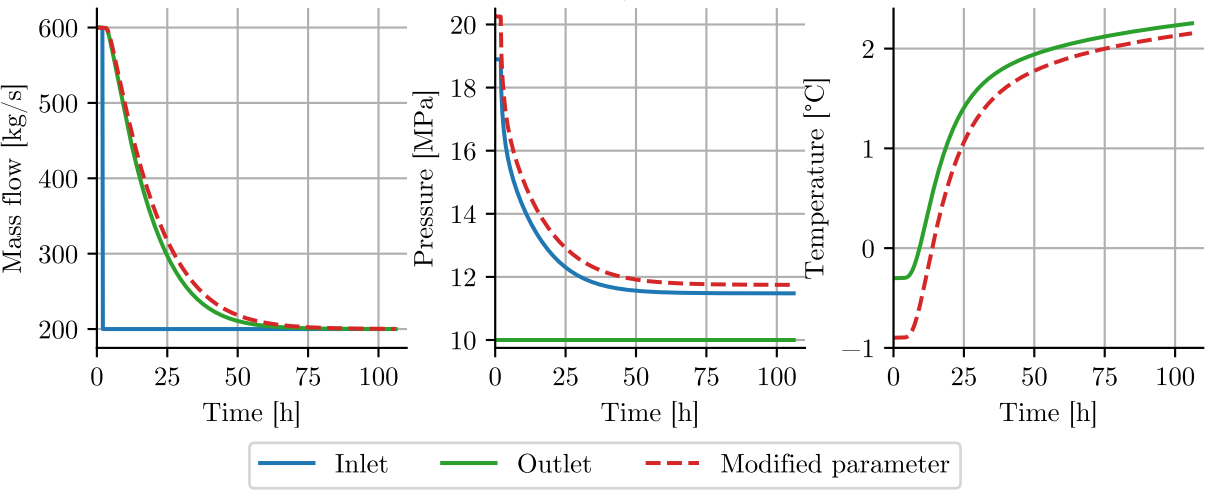 Mass flow [kg/s]
600
500
400
300
200
0 25 50 75 100
Time [h]
Pressure [MPa]
20
18
16
14
12
10
0 25 50 75 100
Time [h]
Temperature [°C]
2
1
0
−1
0 25 50 75 100
Time [h]
Inlet Outlet Modified parameter